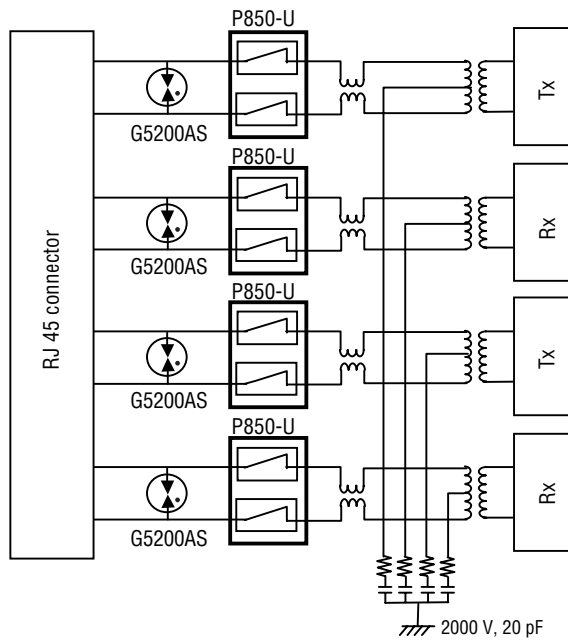 P850-U
G5200AS
Tx
P850-U
G5200AS
Rx
RJ 45 connector
P850-U
G5200AS
Tx
P850-U
G5200AS
Rx
2000 V, 20 pF